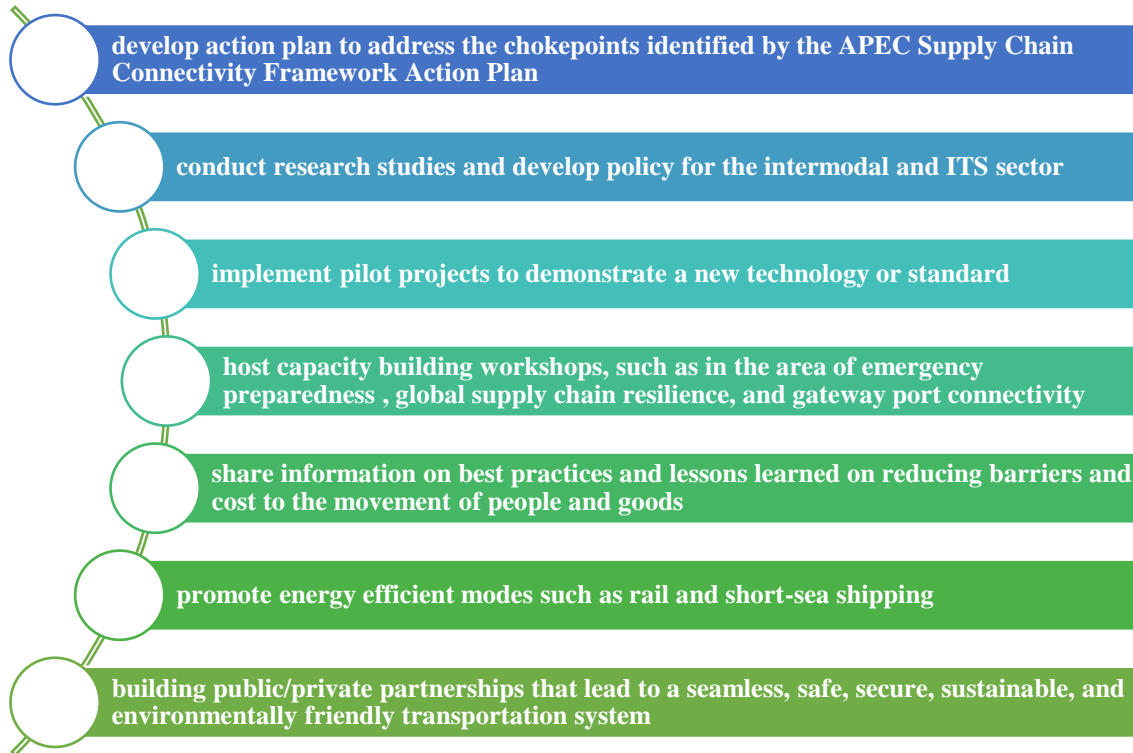 develop action plan to address the chokepoints identified by the APEC Supply Chain
Connectivity Framework Action Plan
conduct research studies and develop policy for the intermodal and ITS sector
implement pilot projects to demonstrate a new technology or standard
host capacity building workshops, such as in the area of emergency
preparedness , global supply chain resilience, and gateway port connectivity
share information on best practices and lessons learned on reducing barriers and
cost to the movement of people and goods
promote energy efficient modes such as rail and short-sea shipping
building public/private partnerships that lead to a seamless, safe, secure, sustainable, and
environmentally friendly transportation system